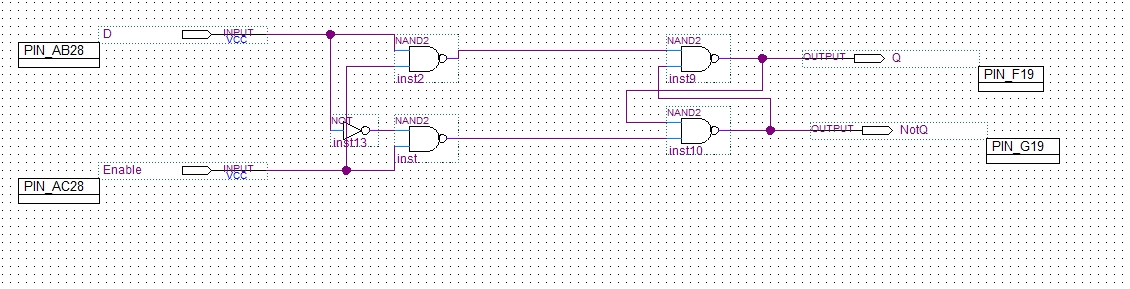 D
INPUT
VCC
PIN_AB28
NAND2
inst2
NAND2
inst9
OUTPUT
Q
PIN_F19
NOT
inst13
NAND2
inst
NAND2
inst10
OUTPUT
NotQ
PIN_G19
Enable
INPUT
VCC
PIN_AC28